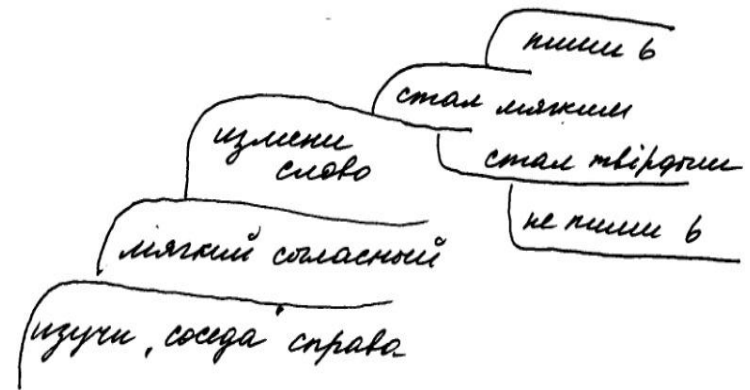 пиши ь
стал мягким
измени
слово
стал твёрдым
не пиши ь
мягкий согласный
изучи „соседа" справа